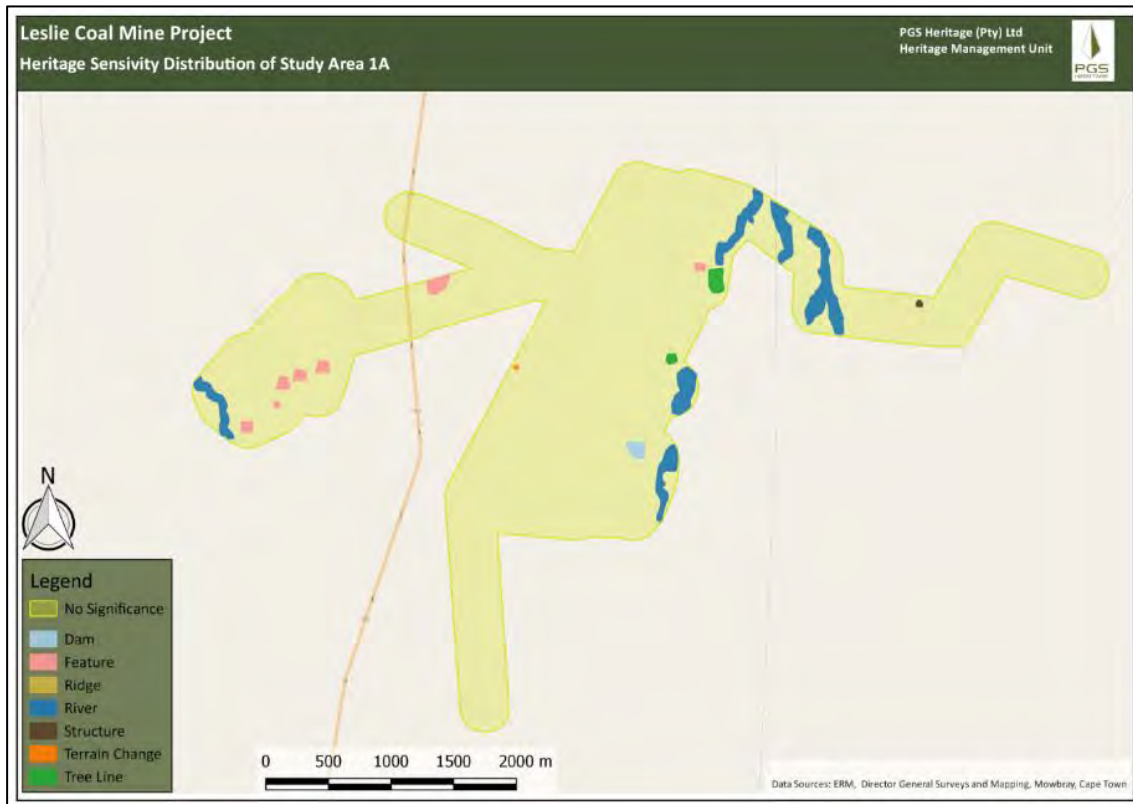 Leslie Coal Mine Project
Heritage Sensivity Distribution of Study Area 1A
PGS Heritage (Pty) Ltd
Heritage Management Unit
PGS
HERITAGE
N
Legend
No Significance
Dam
Feature
Ridge
River
Structure
Terrain Change
Tree Line
0 500 1000 1500 2000 m
Data Sources: ERM, Director General Surveys and Mapping, Mowbray, Cape Town